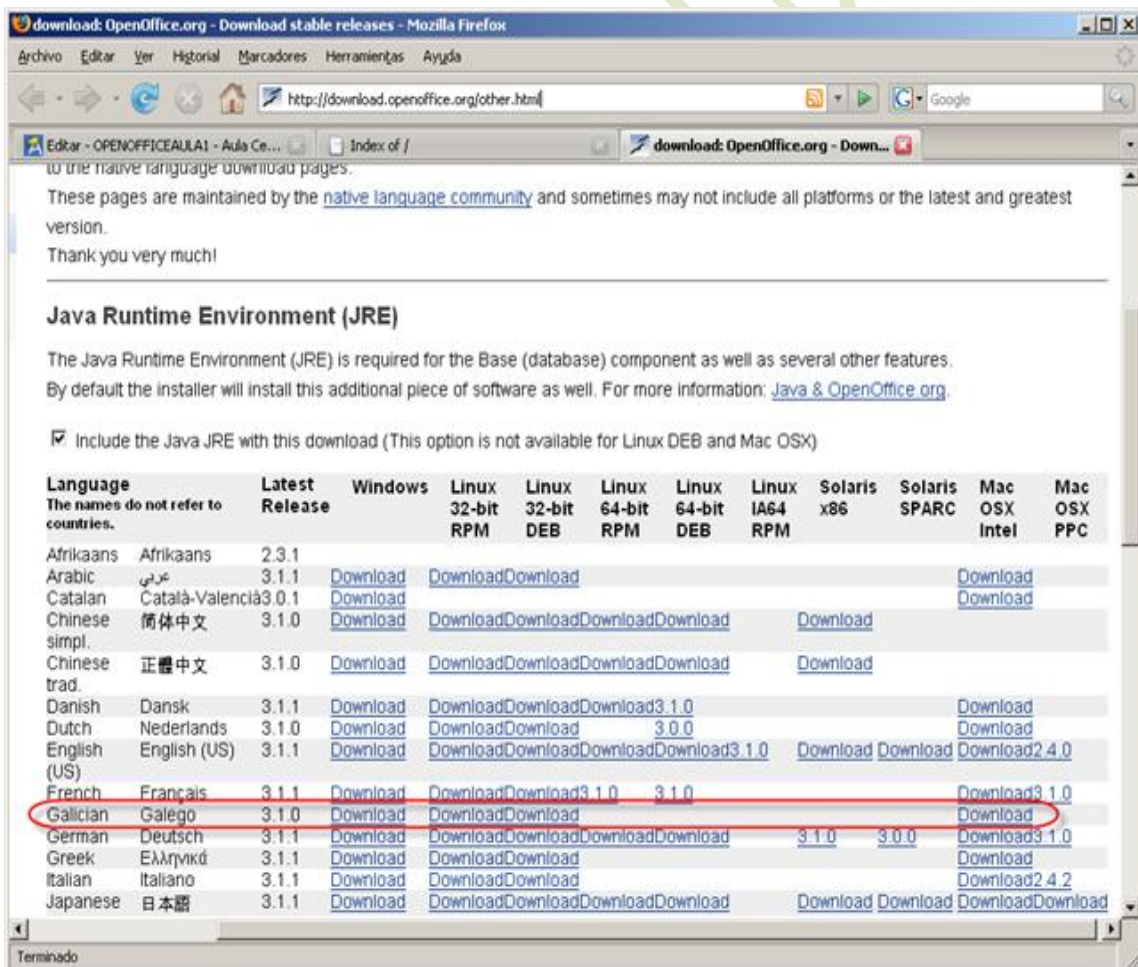 download: OpenOffice.org - Download stable releases - Mozilla Firefox
Archivo Editar Ver Historial Marcadores Herramientas Ayuda
http://download.openoffice.org/other.html Google
Editar - OPENOFFICEAULA1 - Aula Ce... Index of / download: OpenOffice.org - Down...
to the native language download pages.
These pages are maintained by the native language community and sometimes may not include all platforms or the latest and greatest
version.
Thank you very much!
Java Runtime Environment (JRE)
The Java Runtime Environment (JRE) is required for the Base (database) component as well as several other features.
By default the installer will install this additional piece of software as well. For more information: Java & OpenOffice.org.
Include the Java JRE with this download (This option is not available for Linux DEB and Mac OSX)
Language Latest Windows Linux Linux Linux Linux Linux Solaris Solaris Mac Mac
The names do not refer to Release 32-bit 32-bit 64-bit 64-bit IA64 x86 SPARC OSX OSX
countries. RPM DEB RPM DEB RPM Intel PPC
Afrikaans Afrikaans 2.3.1
Arabic عربي 3.1.1 Download DownloadDownload Download
Catalan Català-Valencià3.0.1 Download Download
Chinese 简体中文 3.1.0 Download DownloadDownloadDownloadDownload Download
simpl.
Chinese 正體中文 3.1.0 Download DownloadDownloadDownloadDownload Download
trad.
Danish Dansk 3.1.1 Download DownloadDownloadDownload3.1.0 Download
Dutch Nederlands 3.1.0 Download DownloadDownload 3.0.0 Download
English English (US) 3.1.1 Download DownloadDownloadDownloadDownload3.1.0 Download Download Download2.4.0
(US)
French Français 3.1.1 Download DownloadDownload3.1.0 3.1.0 Download3.1.0
Galician Galego 3.1.0 Download DownloadDownload Download
German Deutsch 3.1.1 Download DownloadDownloadDownloadDownload 3.1.0 3.0.0 Download3.1.0
Greek Ελληνικά 3.1.1 Download DownloadDownload Download
Italian Italiano 3.1.1 Download DownloadDownload Download2.4.2
Japanese 日本語 3.1.1 Download DownloadDownloadDownloadDownload Download Download DownloadDownload
Terminado